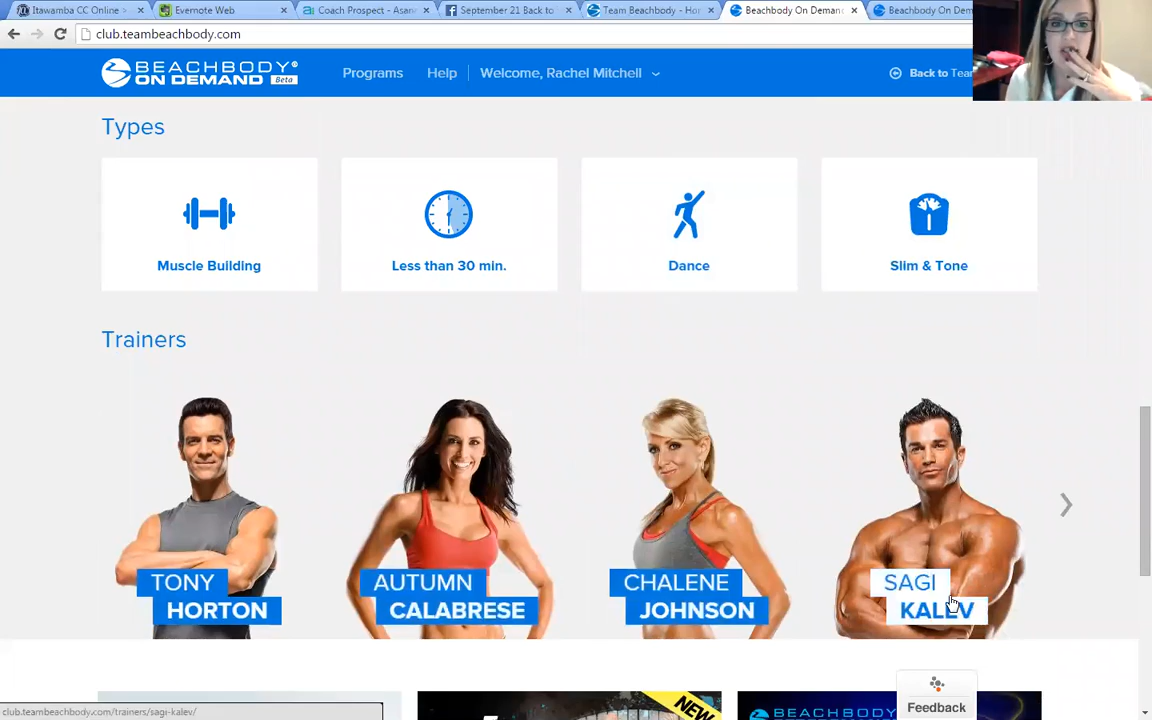 Itawamba CC Online
Evernote Web
Coach Prospect - Asan
September 21 Back to
Team Beachbody - Ho
Beachbody On Deman
Beachbody On Dem
club.teambeachbody.com
BEACHBODY®
ON DEMAND Beta
Programs
Help
Welcome, Rachel Mitchell
Back to Tea
Types
Muscle Building
Less than 30 min.
Dance
Slim & Tone
Trainers
TONY
HORTON
AUTUMN
CALABRESE
CHALENE
JOHNSON
SAGI
KALEV
NEW
BEACHBODY
Feedback
club.teambeachbody.com/trainers/sagi-kalev/